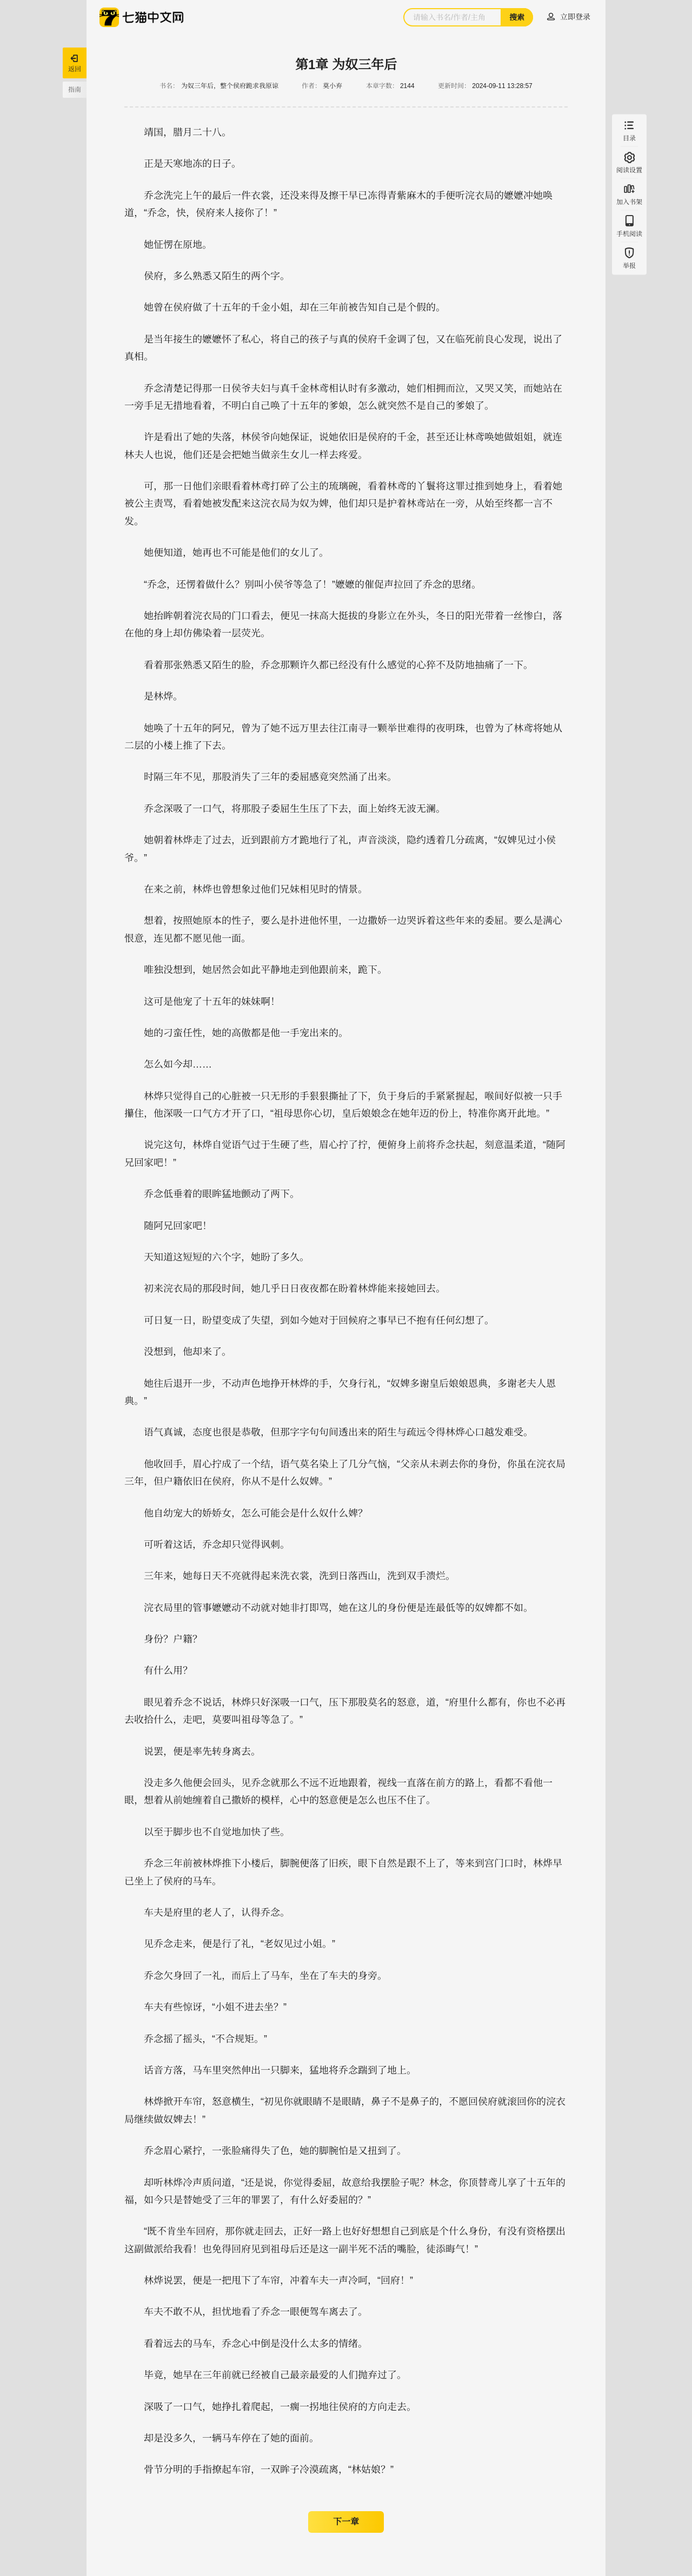 七猫中文网
请输入书名/作者/主角
搜索
立即登录
返回
指南
目录
阅读设置
加入书架
手机阅读
举报
第1章 为奴三年后
书名： 为奴三年后，整个侯府跪求我原谅 作者： 莫小弃 本章字数： 2144 更新时间： 2024-09-11 13:28:57
靖国，腊月二十八。
正是天寒地冻的日子。
乔念洗完上午的最后一件衣裳，还没来得及擦干早已冻得青紫麻木的手便听浣衣局的嬷嬷冲她唤
道，“乔念，快，侯府来人接你了！”
她怔愣在原地。
侯府，多么熟悉又陌生的两个字。
她曾在侯府做了十五年的千金小姐，却在三年前被告知自己是个假的。
是当年接生的嬷嬷怀了私心，将自己的孩子与真的侯府千金调了包，又在临死前良心发现，说出了
真相。
乔念清楚记得那一日侯爷夫妇与真千金林鸢相认时有多激动，她们相拥而泣，又哭又笑，而她站在
一旁手足无措地看着，不明白自己唤了十五年的爹娘，怎么就突然不是自己的爹娘了。
许是看出了她的失落，林侯爷向她保证，说她依旧是侯府的千金，甚至还让林鸢唤她做姐姐，就连
林夫人也说，他们还是会把她当做亲生女儿一样去疼爱。
可，那一日他们亲眼看着林鸢打碎了公主的琉璃碗，看着林鸢的丫鬟将这罪过推到她身上，看着她
被公主责骂，看着她被发配来这浣衣局为奴为婢，他们却只是护着林鸢站在一旁，从始至终都一言不
发。
她便知道，她再也不可能是他们的女儿了。
“乔念，还愣着做什么？别叫小侯爷等急了！”嬷嬷的催促声拉回了乔念的思绪。
她抬眸朝着浣衣局的门口看去，便见一抹高大挺拔的身影立在外头，冬日的阳光带着一丝惨白，落
在他的身上却仿佛染着一层荧光。
看着那张熟悉又陌生的脸，乔念那颗许久都已经没有什么感觉的心猝不及防地抽痛了一下。
是林烨。
她唤了十五年的阿兄，曾为了她不远万里去往江南寻一颗举世难得的夜明珠，也曾为了林鸢将她从
二层的小楼上推了下去。
时隔三年不见，那股消失了三年的委屈感竟突然涌了出来。
乔念深吸了一口气，将那股子委屈生生压了下去，面上始终无波无澜。
她朝着林烨走了过去，近到跟前方才跪地行了礼，声音淡淡，隐约透着几分疏离，“奴婢见过小侯
爷。”
在来之前，林烨也曾想象过他们兄妹相见时的情景。
想着，按照她原本的性子，要么是扑进他怀里，一边撒娇一边哭诉着这些年来的委屈。要么是满心
恨意，连见都不愿见他一面。
唯独没想到，她居然会如此平静地走到他跟前来，跪下。
这可是他宠了十五年的妹妹啊！
她的刁蛮任性，她的高傲都是他一手宠出来的。
怎么如今却……
林烨只觉得自己的心脏被一只无形的手狠狠撕扯了下，负于身后的手紧紧握起，喉间好似被一只手
攥住，他深吸一口气方才开了口，“祖母思你心切，皇后娘娘念在她年迈的份上，特准你离开此地。”
说完这句，林烨自觉语气过于生硬了些，眉心拧了拧，便俯身上前将乔念扶起，刻意温柔道，“随阿
兄回家吧！”
乔念低垂着的眼眸猛地颤动了两下。
随阿兄回家吧！
天知道这短短的六个字，她盼了多久。
初来浣衣局的那段时间，她几乎日日夜夜都在盼着林烨能来接她回去。
可日复一日，盼望变成了失望，到如今她对于回候府之事早已不抱有任何幻想了。
没想到，他却来了。
她往后退开一步，不动声色地挣开林烨的手，欠身行礼，“奴婢多谢皇后娘娘恩典，多谢老夫人恩
典。”
语气真诚，态度也很是恭敬，但那字字句句间透出来的陌生与疏远令得林烨心口越发难受。
他收回手，眉心拧成了一个结，语气莫名染上了几分气恼，“父亲从未剥去你的身份，你虽在浣衣局
三年，但户籍依旧在侯府，你从不是什么奴婢。”
他自幼宠大的娇娇女，怎么可能会是什么奴什么婢？
可听着这话，乔念却只觉得讽刺。
三年来，她每日天不亮就得起来洗衣裳，洗到日落西山，洗到双手溃烂。
浣衣局里的管事嬷嬷动不动就对她非打即骂，她在这儿的身份便是连最低等的奴婢都不如。
身份？户籍？
有什么用？
眼见着乔念不说话，林烨只好深吸一口气，压下那股莫名的怒意，道，“府里什么都有，你也不必再
去收拾什么，走吧，莫要叫祖母等急了。”
说罢，便是率先转身离去。
没走多久他便会回头，见乔念就那么不远不近地跟着，视线一直落在前方的路上，看都不看他一
眼，想着从前她缠着自己撒娇的模样，心中的怒意便是怎么也压不住了。
以至于脚步也不自觉地加快了些。
乔念三年前被林烨推下小楼后，脚腕便落了旧疾，眼下自然是跟不上了，等来到宫门口时，林烨早
已坐上了侯府的马车。
车夫是府里的老人了，认得乔念。
见乔念走来，便是行了礼，“老奴见过小姐。”
乔念欠身回了一礼，而后上了马车，坐在了车夫的身旁。
车夫有些惊讶，“小姐不进去坐？”
乔念摇了摇头，“不合规矩。”
话音方落，马车里突然伸出一只脚来，猛地将乔念踹到了地上。
林烨掀开车帘，怒意横生，“初见你就眼睛不是眼睛，鼻子不是鼻子的，不愿回侯府就滚回你的浣衣
局继续做奴婢去！”
乔念眉心紧拧，一张脸痛得失了色，她的脚腕怕是又扭到了。
却听林烨冷声质问道，“还是说，你觉得委屈，故意给我摆脸子呢？林念，你顶替鸢儿享了十五年的
福，如今只是替她受了三年的罪罢了，有什么好委屈的？”
“既不肯坐车回府，那你就走回去，正好一路上也好好想想自己到底是个什么身份，有没有资格摆出
这副做派给我看！也免得回府见到祖母后还是这一副半死不活的嘴脸，徒添晦气！”
林烨说罢，便是一把甩下了车帘，冲着车夫一声冷呵，“回府！”
车夫不敢不从，担忧地看了乔念一眼便驾车离去了。
看着远去的马车，乔念心中倒是没什么太多的情绪。
毕竟，她早在三年前就已经被自己最亲最爱的人们抛弃过了。
深吸了一口气，她挣扎着爬起，一瘸一拐地往侯府的方向走去。
却是没多久，一辆马车停在了她的面前。
骨节分明的手指撩起车帘，一双眸子冷漠疏离，“林姑娘？”
下一章